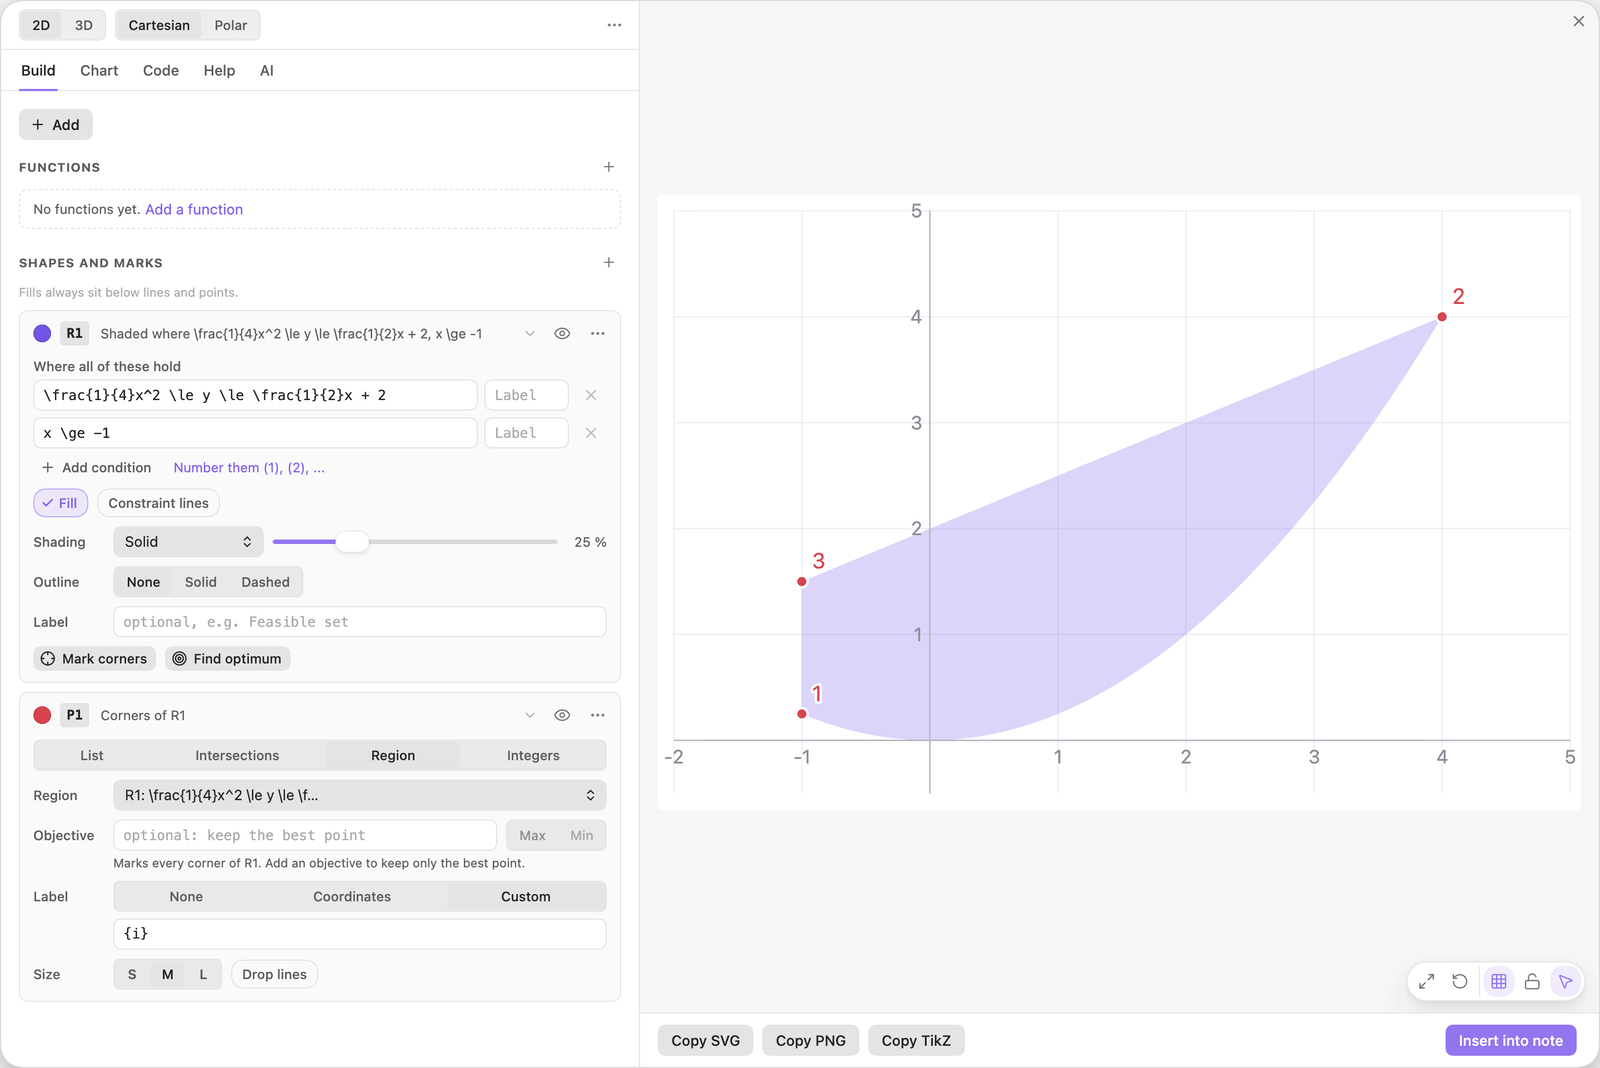 2D 3D Cartesian Polar
Build Chart Code Help AI
+ Add
FUNCTIONS
No functions yet. Add a function
SHAPES AND MARKS
Fills always sit below lines and points.
R1 Shaded where \frac{1}{4}x^2 \le y \le \frac{1}{2}x + 2, x \ge -1
Where all of these hold
\frac{1}{4}x^2 \le y \le \frac{1}{2}x + 2 Label
x \ge -1 Label
+ Add condition Number them (1), (2), ...
Fill Constraint lines
Shading Solid 25 %
Outline None Solid Dashed
Label optional, e.g. Feasible set
Mark corners Find optimum
P1 Corners of R1
List Intersections Region Integers
Region R1: \frac{1}{4}x^2 \le y \le \f...
Objective optional: keep the best point Max Min
Marks every corner of R1. Add an objective to keep only the best point.
Label None Coordinates Custom
{i}
Size S M L Drop lines
5
2
4
3
3
2
1
1
-2 -1 1 2 3 4 5
Copy SVG Copy PNG Copy TikZ Insert into note